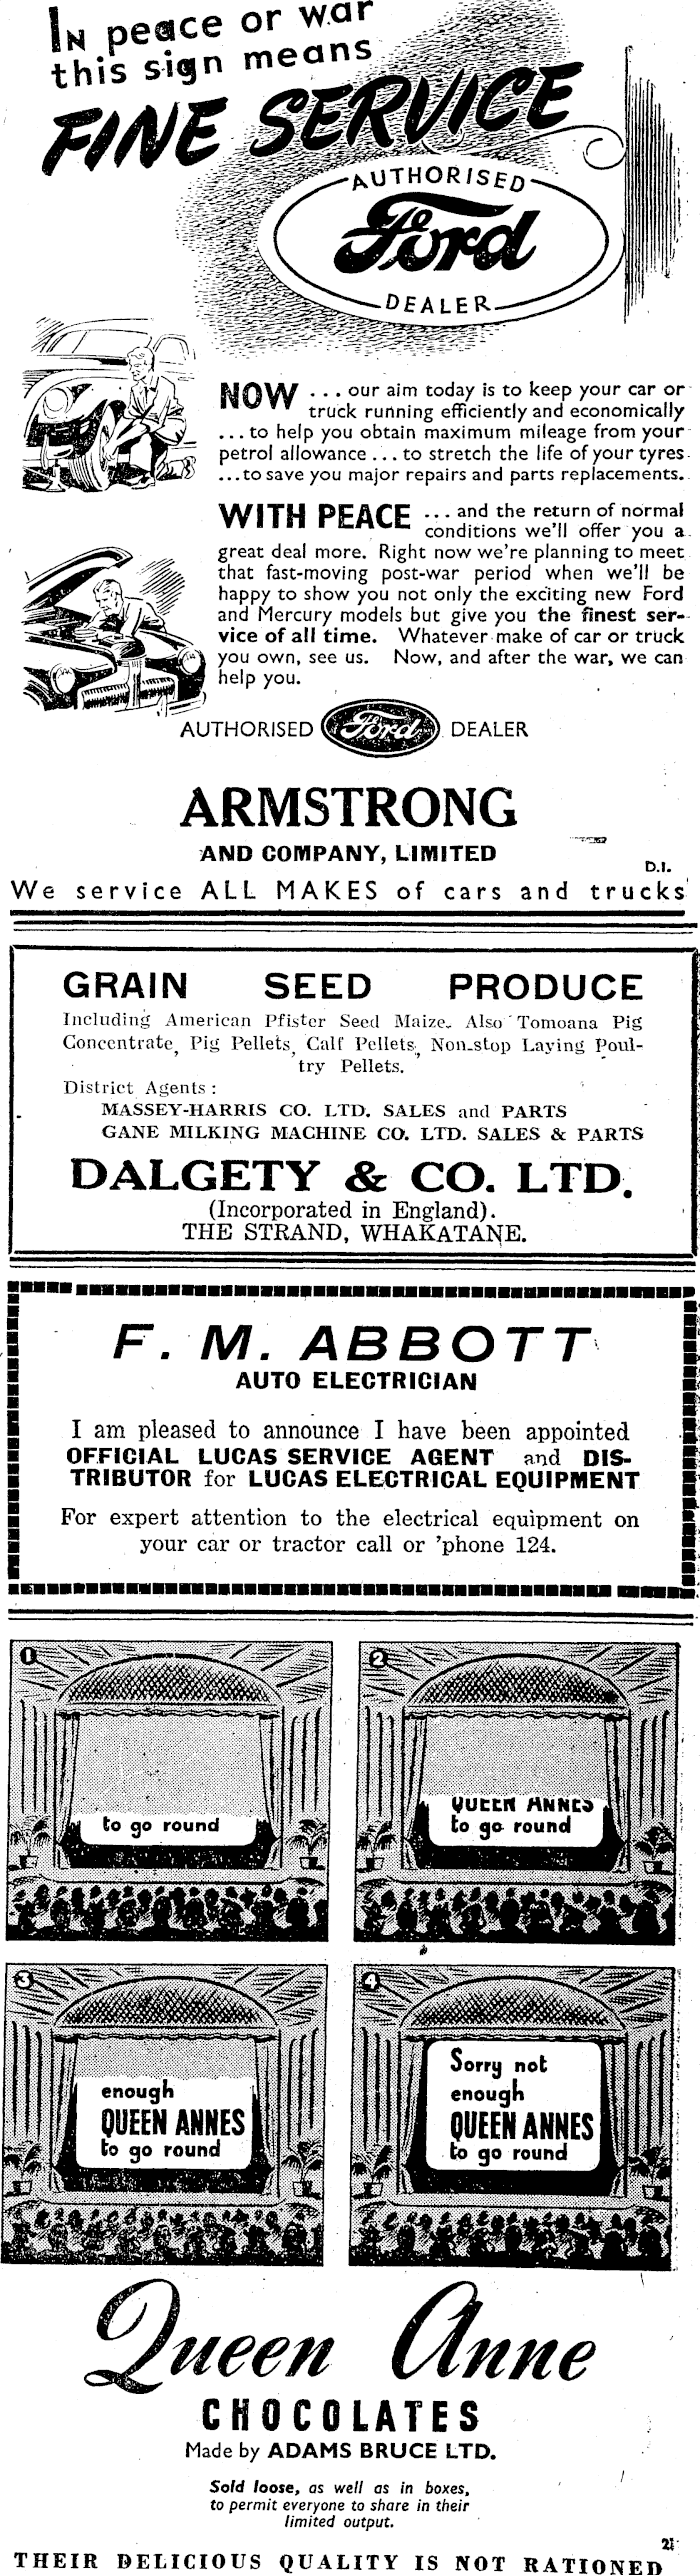 IN peace or war
this sign means
FINE SERVICE
AUTHORISED
Ford
DEALER
NOW ... our aim today is to keep your car or
truck running efficiently and economically
... to help you obtain maximum mileage from your
petrol allowance ... to stretch the life of your tyres
... to save you major repairs and parts replacements.
WITH PEACE ... and the return of normal
conditions we'll offer you a
great deal more. Right now we're planning to meet
that fast-moving post-war period when we'll be
happy to show you not only the exciting new Ford
and Mercury models but give you the finest ser-
vice of all time. Whatever make of car or truck
you own, see us. Now, and after the war, we can
help you.
AUTHORISED Ford DEALER
ARMSTRONG
AND COMPANY, LIMITED
D.I.
We service ALL MAKES of cars and trucks
GRAIN SEED PRODUCE
Including American Pfister Seed Maize. Also Tomoana Pig
Concentrate, Pig Pellets, Calf Pellets, Non-stop Laying Poul-
try Pellets.
District Agents :
MASSEY-HARRIS CO. LTD. SALES and PARTS
GANE MILKING MACHINE CO. LTD. SALES & PARTS
DALGETY & CO. LTD.
(Incorporated in England).
THE STRAND, WHAKATANE.
F. M. ABBOTT
AUTO ELECTRICIAN
I am pleased to announce I have been appointed
OFFICIAL LUCAS SERVICE AGENT and DIS-
TRIBUTOR for LUCAS ELECTRICAL EQUIPMENT
For expert attention to the electrical equipment on
your car or tractor call or 'phone 124.
1
to go round
2
QUEEN ANNES
to go round
3
enough
QUEEN ANNES
to go round
4
Sorry not
enough
QUEEN ANNES
to go round
Queen Anne
CHOCOLATES
Made by ADAMS BRUCE LTD.
Sold loose, as well as in boxes,
to permit everyone to share in their
limited output.
THEIR DELICIOUS QUALITY IS NOT RATIONED